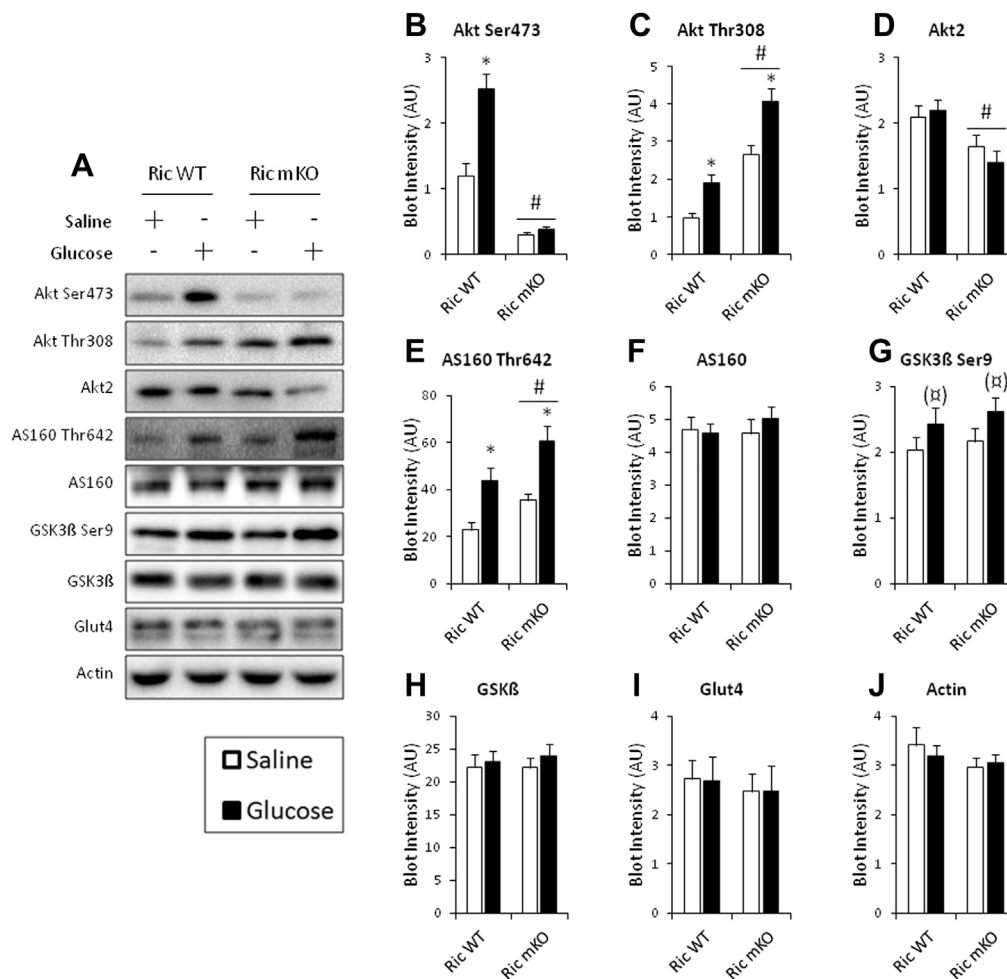 A
Ric WT Ric mKO
Saline + - + -
Glucose - + - +
Akt Ser473
Akt Thr308
Akt2
AS160 Thr642
AS160
GSK3ß Ser9
GSK3ß
Glut4
Actin
Saline
Glucose
B Akt Ser473
Blot Intensity (AU)
3
2
1
0
*
#
Ric WT Ric mKO
C Akt Thr308
Blot Intensity (AU)
5
4
3
2
1
0
*
#
*
Ric WT Ric mKO
D Akt2
Blot Intensity (AU)
3
2
1
0
#
Ric WT Ric mKO
E AS160 Thr642
Blot Intensity (AU)
80
60
40
20
0
*
#
*
Ric WT Ric mKO
F AS160
Blot Intensity (AU)
6
5
4
3
2
1
0
Ric WT Ric mKO
G GSK3ß Ser9
Blot Intensity (AU)
3
2
1
0
(¤)
(¤)
Ric WT Ric mKO
H GSKß
Blot Intensity (AU)
30
25
20
15
10
5
0
Ric WT Ric mKO
I Glut4
Blot Intensity (AU)
4
3
2
1
0
Ric WT Ric mKO
J Actin
Blot Intensity (AU)
4
3
2
1
0
Ric WT Ric mKO